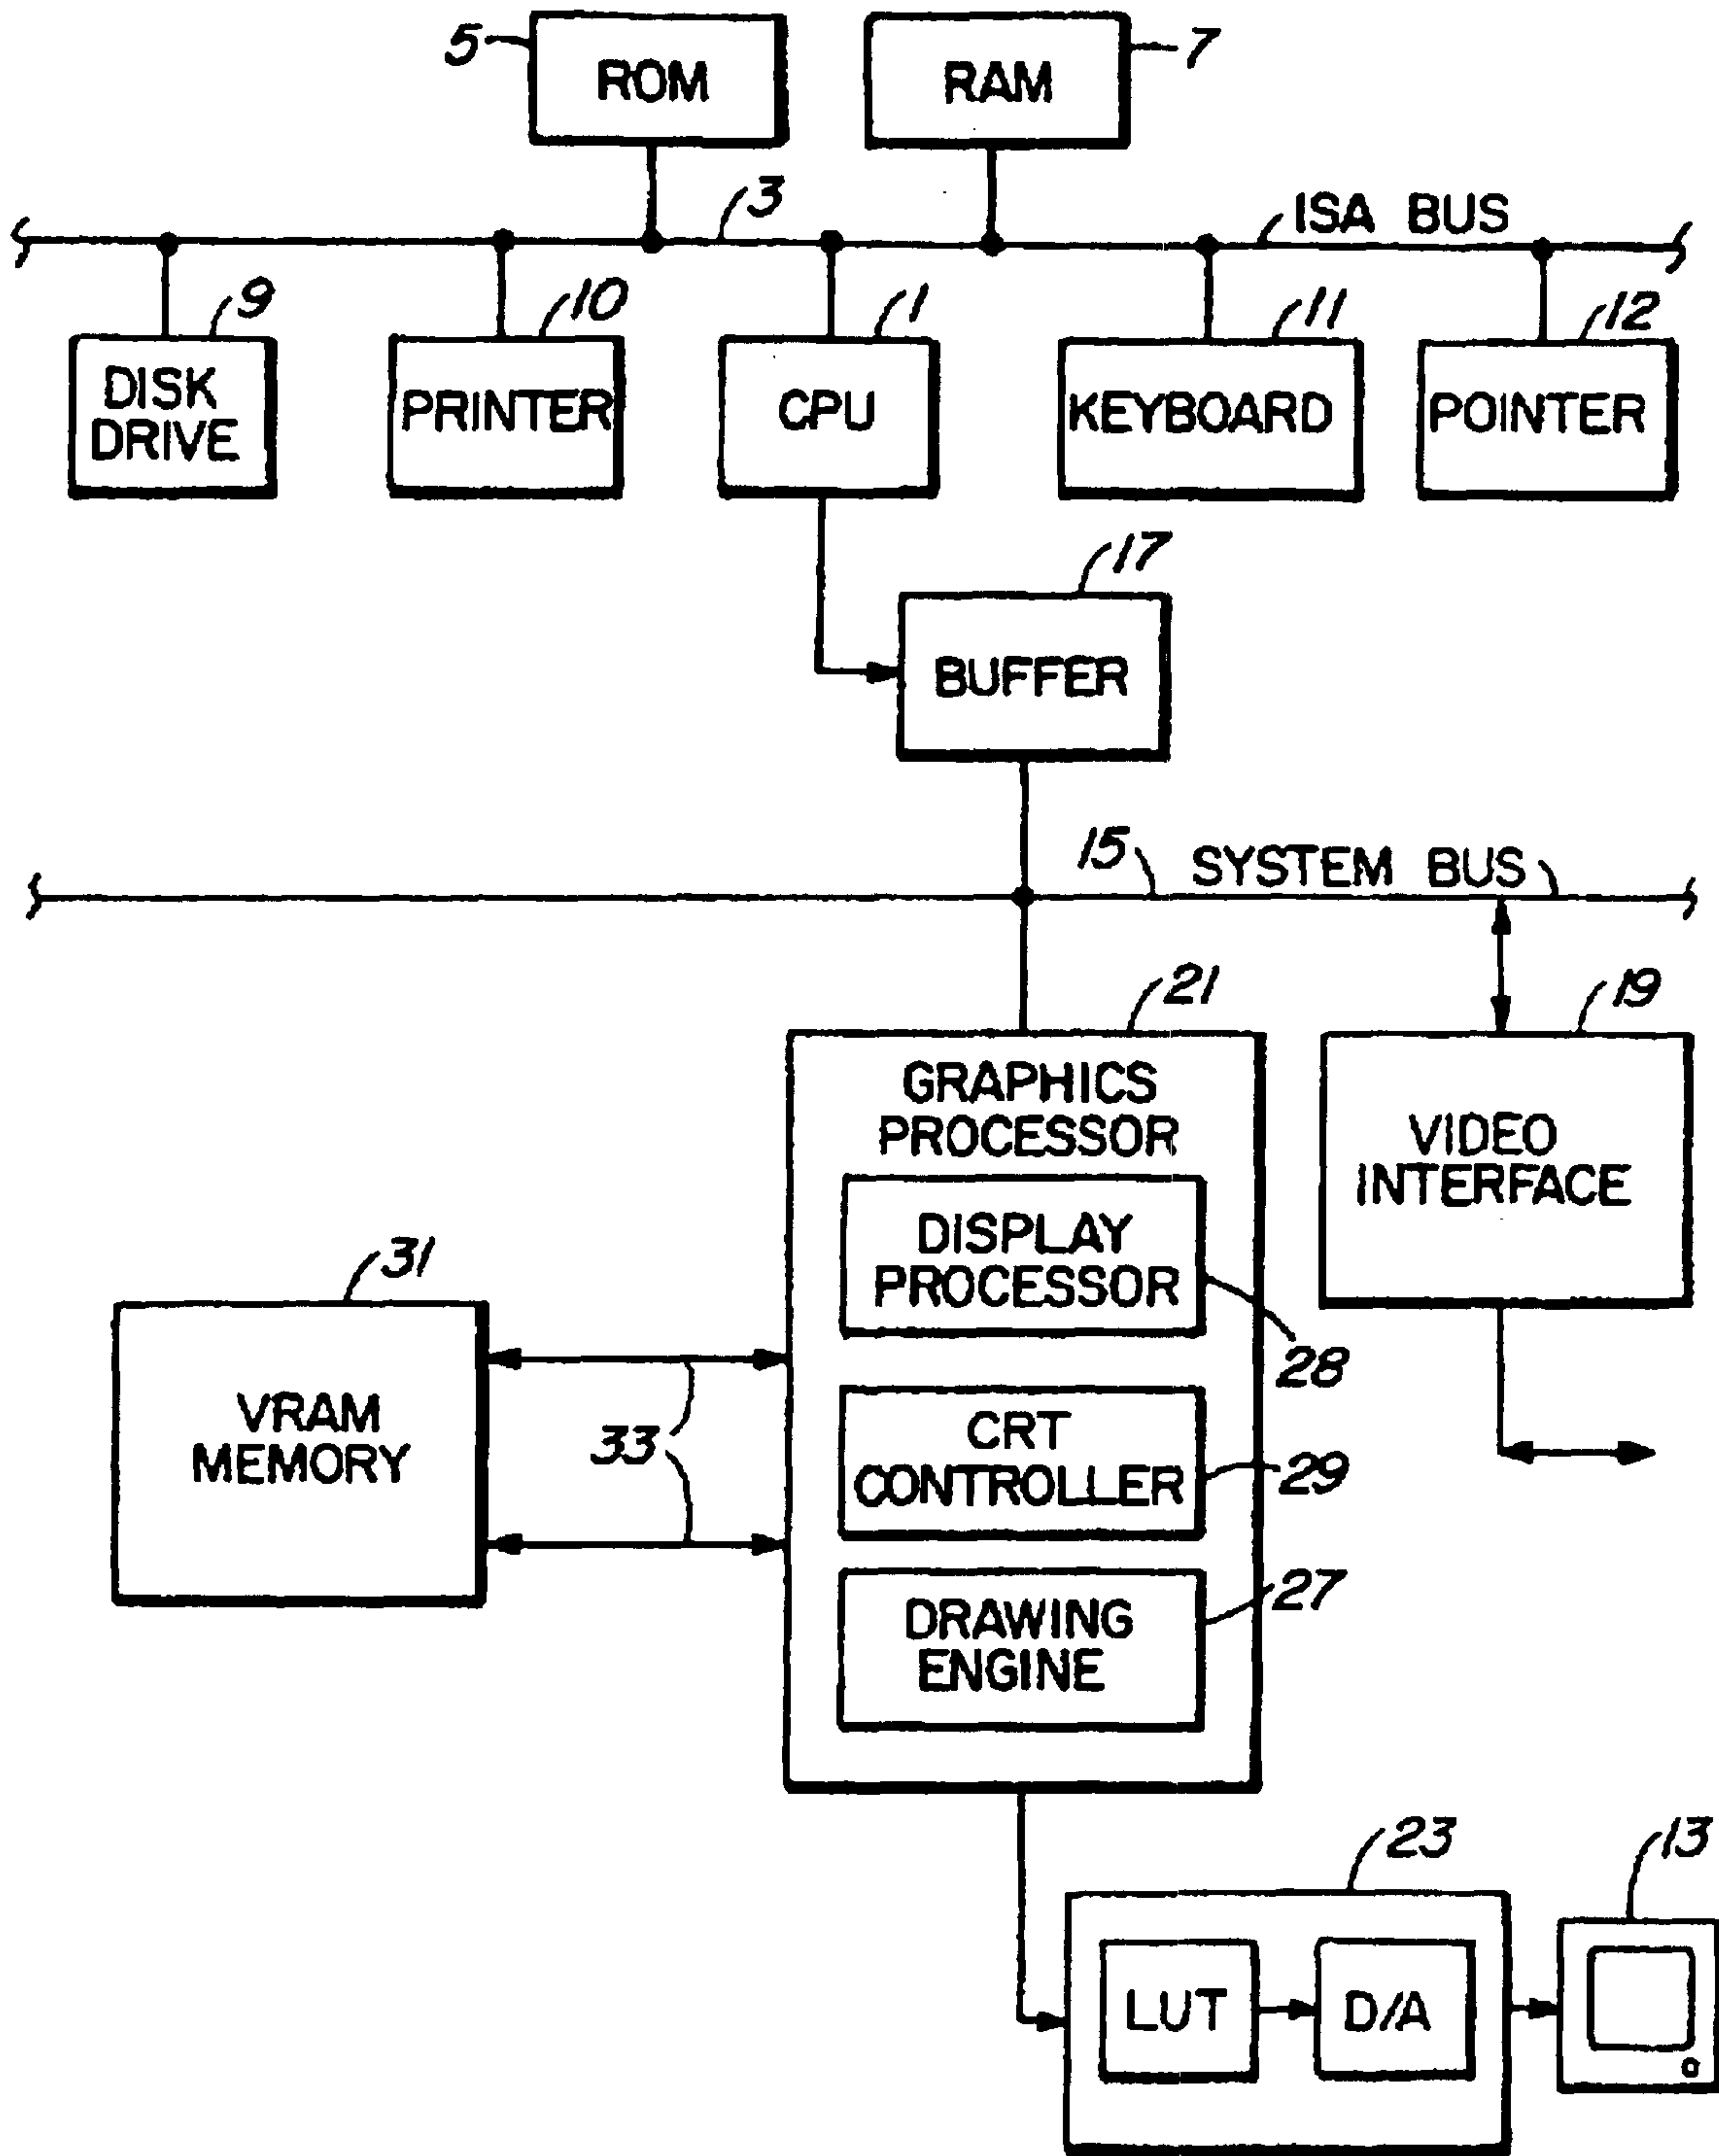 5
ROM
RAM
7
3
ISA BUS
9
10
1
11
12
DISK
DRIVE
PRINTER
CPU
KEYBOARD
POINTER
17
BUFFER
15
SYSTEM BUS
21
19
GRAPHICS
PROCESSOR
VIDEO
INTERFACE
DISPLAY
PROCESSOR
28
31
VRAM
MEMORY
33
CRT
CONTROLLER
29
27
DRAWING
ENGINE
23
13
LUT
D/A